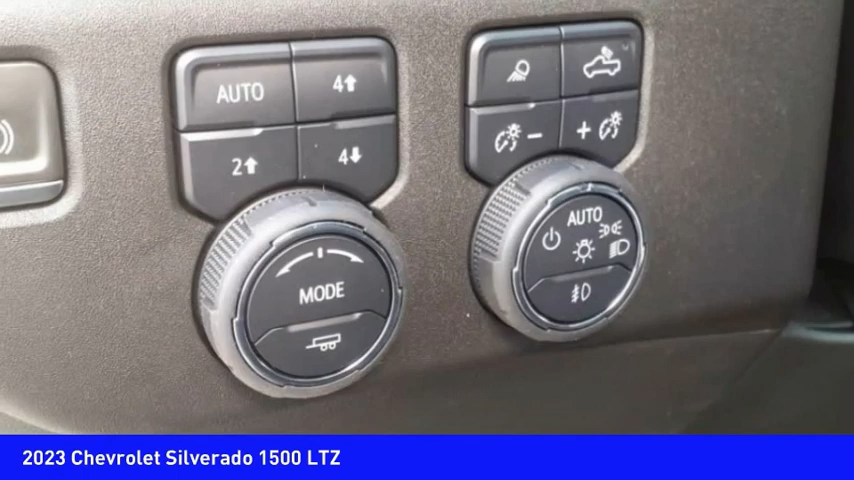 AUTO 4⬆
2⬆ 4⬇
MODE
− +
AUTO
2023 Chevrolet Silverado 1500 LTZ